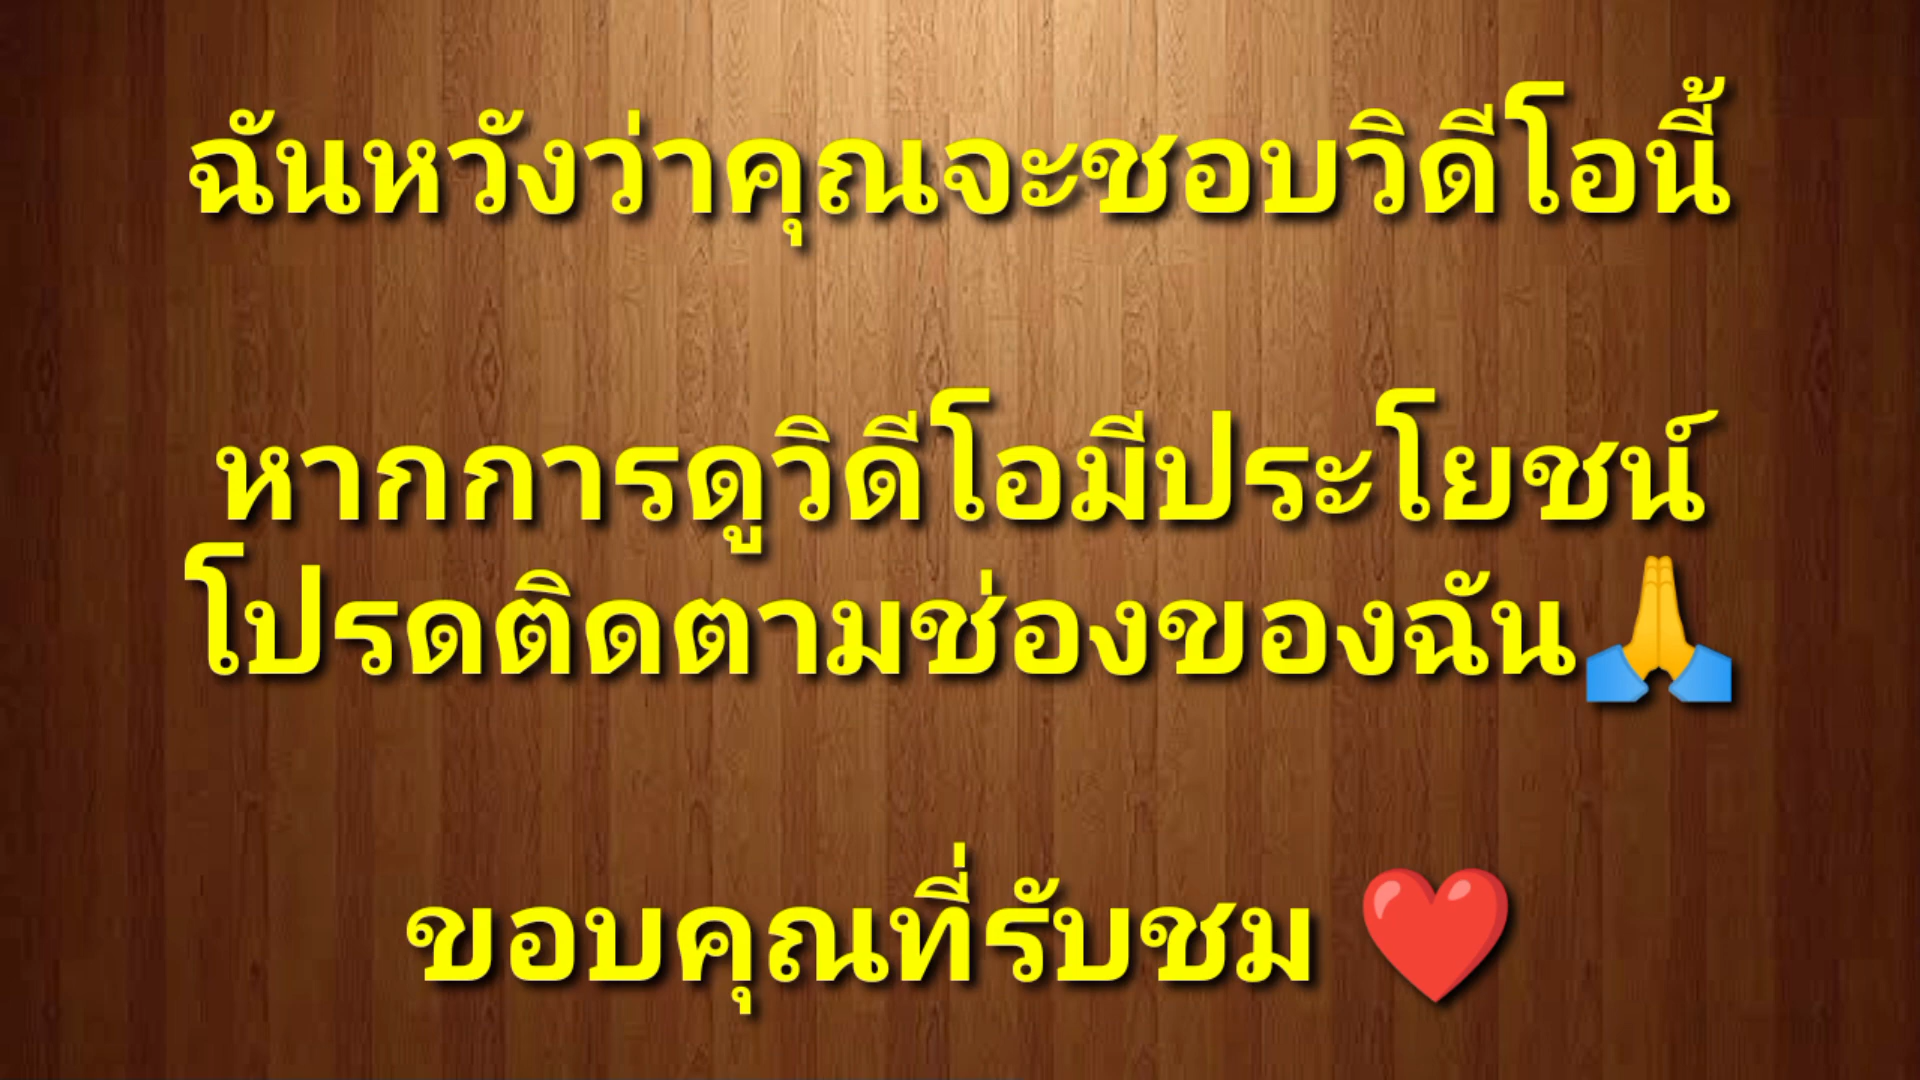 ฉันหวังว่าคุณจะชอบวิดีโอนี้
หากการดูวิดีโอมีประโยชน์
โปรดติดตามช่องของฉัน🙏
ขอบคุณที่รับชม ❤️